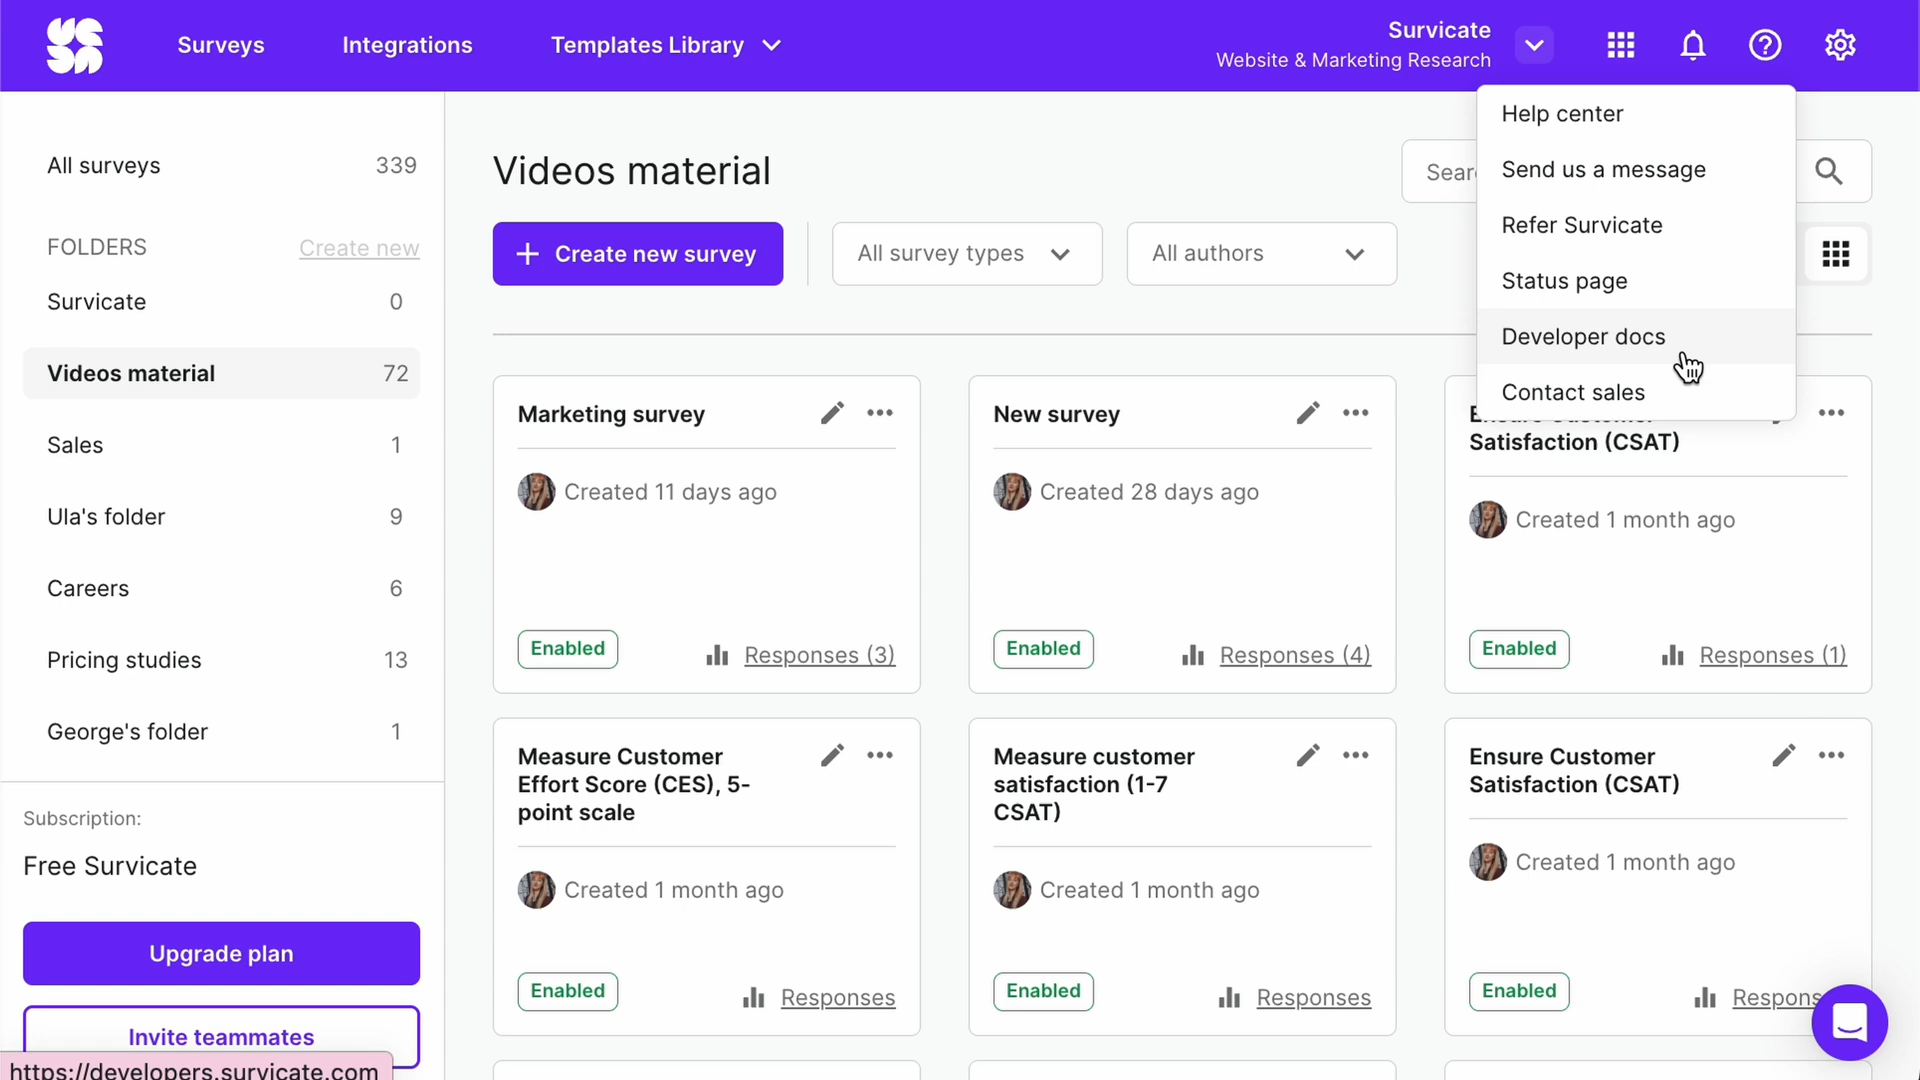 Surveys
Integrations
Templates Library
Survicate
Website & Marketing Research
Help center
Send us a message
Refer Survicate
Status page
Developer docs
Contact sales
All surveys 339
FOLDERS Create new
Survicate 0
Videos material 72
Sales 1
Ula's folder 9
Careers 6
Pricing studies 13
George's folder 1
Subscription:
Free Survicate
Upgrade plan
Invite teammates
https://developers.survicate.com
Videos material
Sear
+ Create new survey
All survey types
All authors
Marketing survey
Created 11 days ago
Enabled
Responses (3)
New survey
Created 28 days ago
Enabled
Responses (4)
Ensure Customer
Satisfaction (CSAT)
Created 1 month ago
Enabled
Responses (1)
Measure Customer
Effort Score (CES), 5-
point scale
Created 1 month ago
Enabled
Responses
Measure customer
satisfaction (1-7
CSAT)
Created 1 month ago
Enabled
Responses
Ensure Customer
Satisfaction (CSAT)
Created 1 month ago
Enabled
Respons